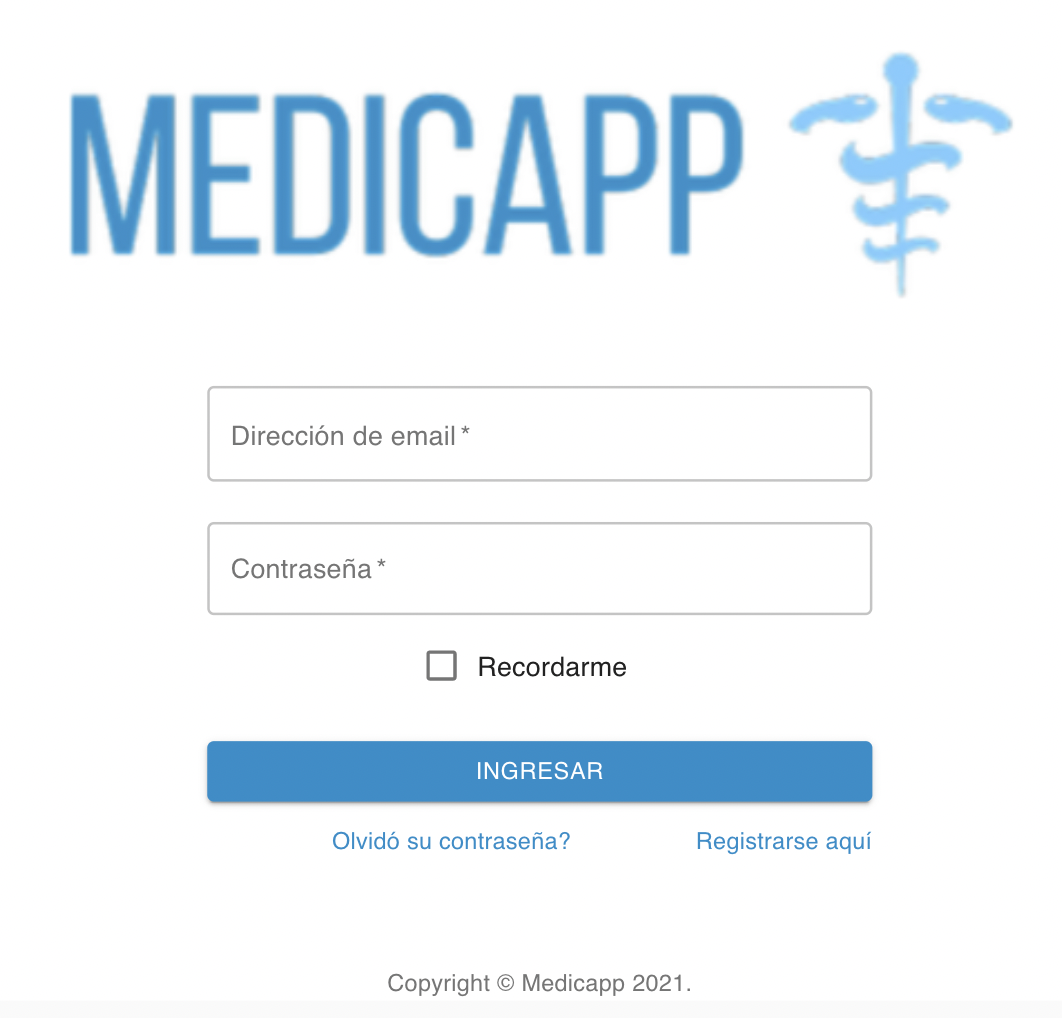 MEDICAPP
Dirección de email *
Contraseña *
Recordarme
INGRESAR
Olvidó su contraseña? Registrarse aquí
Copyright © Medicapp 2021.